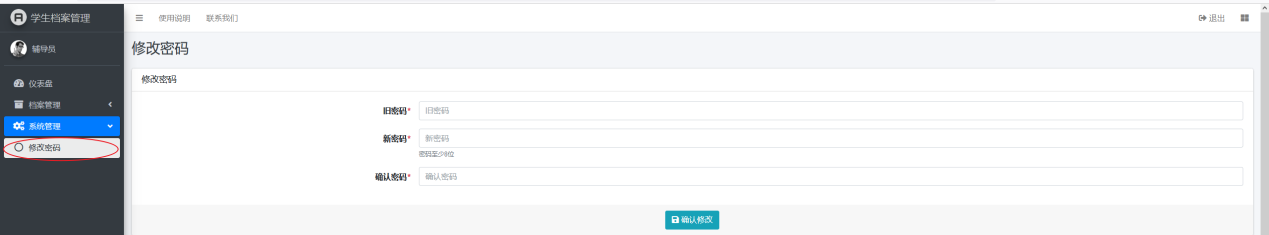 学生档案管理
使用说明 联系我们 退出
辅导员
修改密码
仪表盘
修改密码
档案管理
旧密码* 旧密码
系统管理
新密码* 新密码
修改密码
密码至少8位
确认密码* 确认密码
确认修改